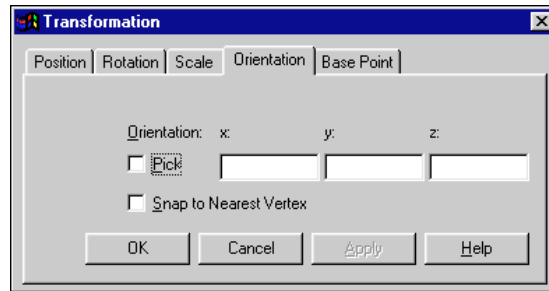 Transformation
Position Rotation Scale Orientation Base Point
Orientation: x: y: z:
Pick
Snap to Nearest Vertex
OK Cancel Apply Help